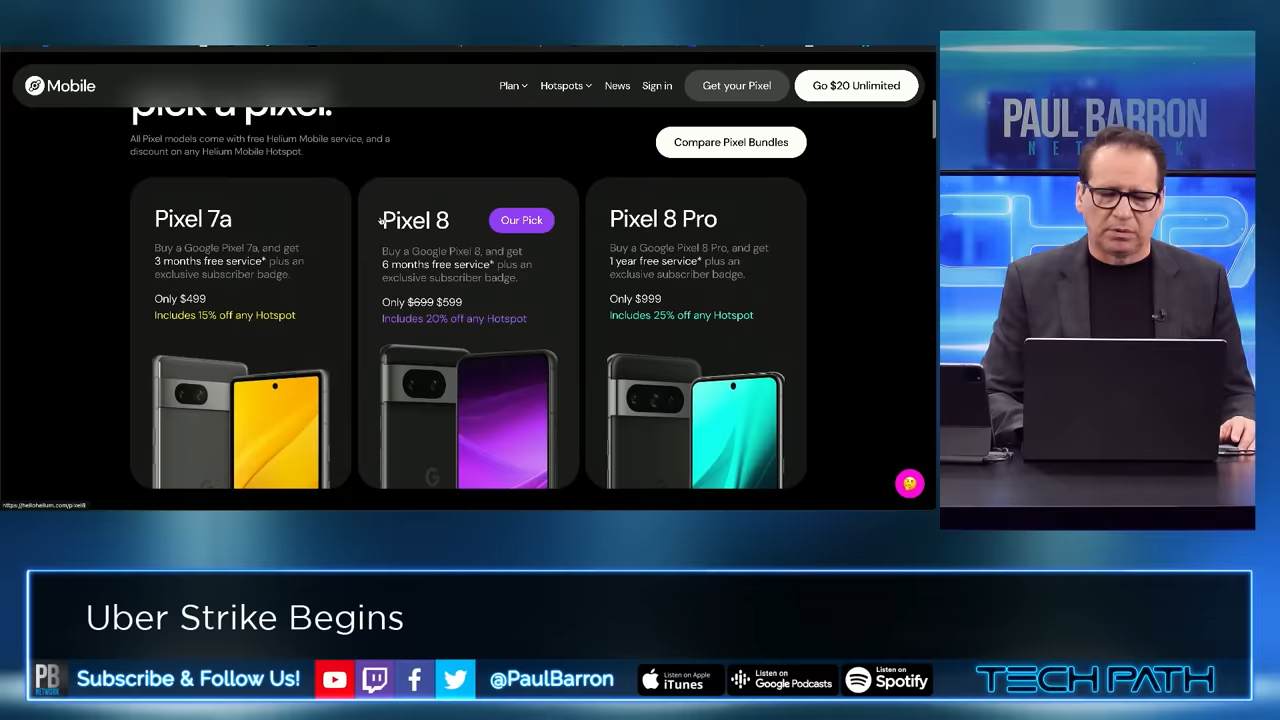 Mobile
Plan
Hotspots
News
Sign in
Get your Pixel
Go $20 Unlimited
pick a pixel.
All Pixel models come with free Helium Mobile service, and a
discount on any Helium Mobile Hotspot.
Compare Pixel Bundles
Pixel 7a
Buy a Google Pixel 7a, and get
3 months free service* plus an
exclusive subscriber badge.
Only $499
Includes 15% off any Hotspot
Pixel 8
Our Pick
Buy a Google Pixel 8, and get
6 months free service* plus an
exclusive subscriber badge.
Only $699 $599
Includes 20% off any Hotspot
Pixel 8 Pro
Buy a Google Pixel 8 Pro, and get
1 year free service* plus an
exclusive subscriber badge.
Only $999
Includes 25% off any Hotspot
https://hellohelium.com/pixel8
PAUL BARRON
Uber Strike Begins
PB
NETWORK
Subscribe & Follow Us!
@PaulBarron
Listen on Apple
iTunes
Listen on
Google Podcasts
Listen on
Spotify
TECH PATH